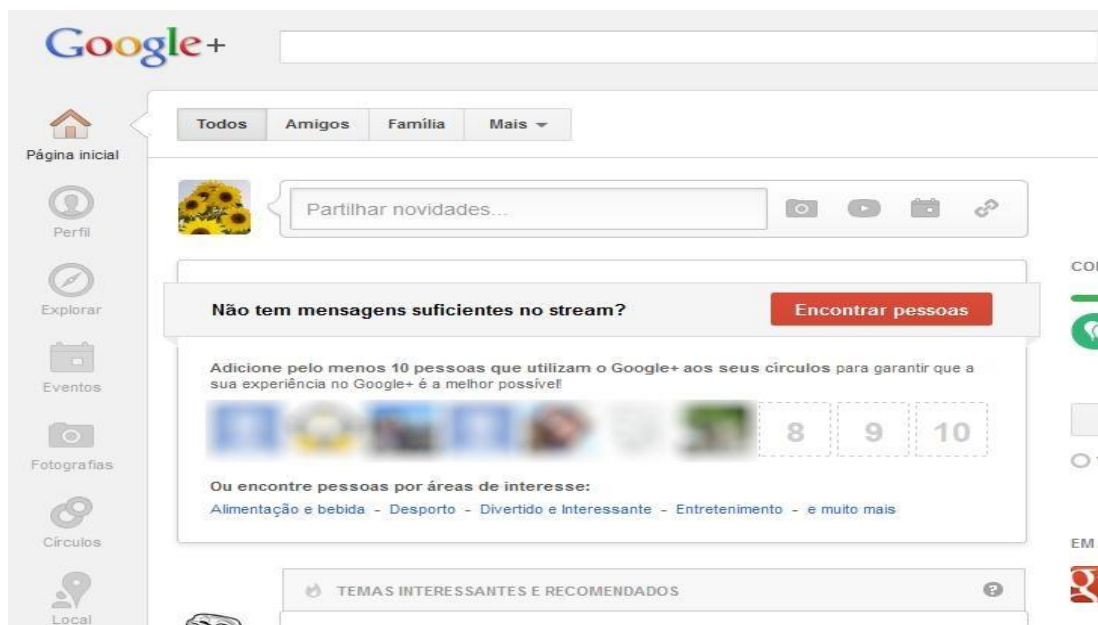 Google+
Todos Amigos Família Mais
Página inicial
Partilhar novidades...
Perfil
Explorar
Não tem mensagens suficientes no stream? Encontrar pessoas
Eventos
Adicione pelo menos 10 pessoas que utilizam o Google+ aos seus círculos para garantir que a
sua experiência no Google+ é a melhor possível!
8 9 10
Fotografias
Ou encontre pessoas por áreas de interesse:
Alimentação e bebida - Desporto - Divertido e Interessante - Entretenimento - e muito mais
Círculos
EM
TEMAS INTERESSANTES E RECOMENDADOS ?
Local